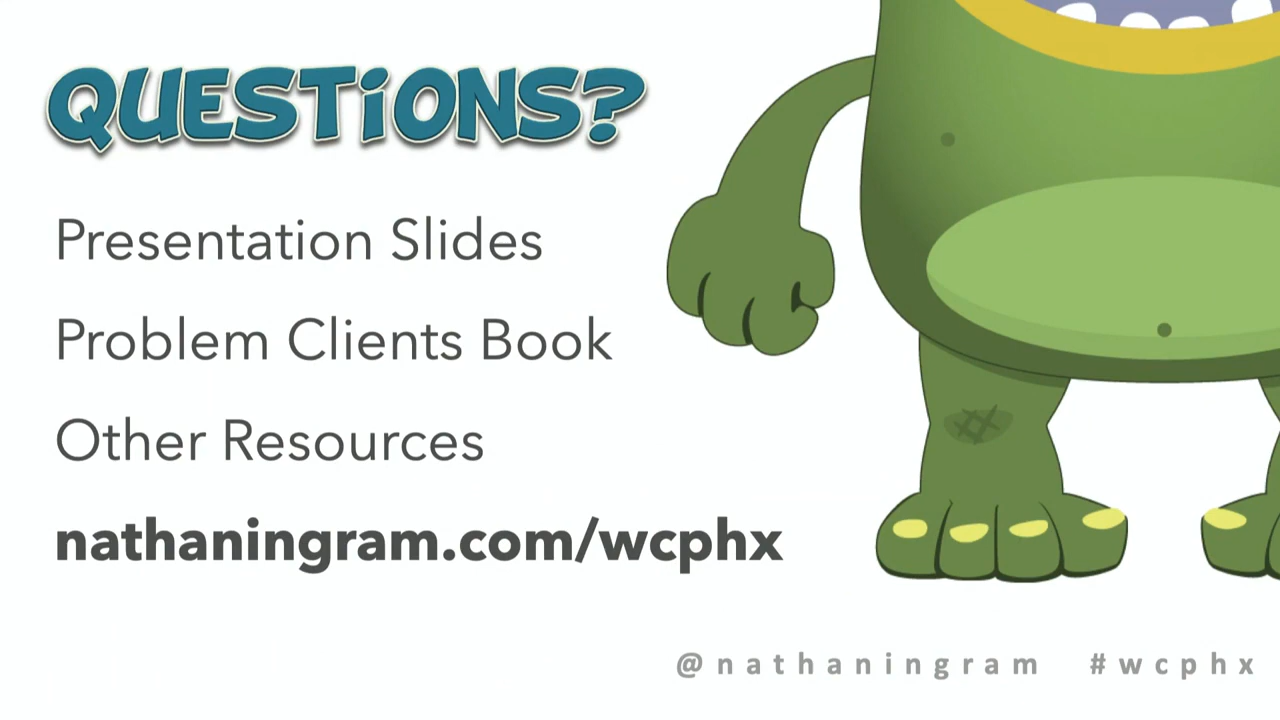 QUESTiONS?
Presentation Slides
Problem Clients Book
Other Resources
nathaningram.com/wcphx
@nathaningram #wcphx